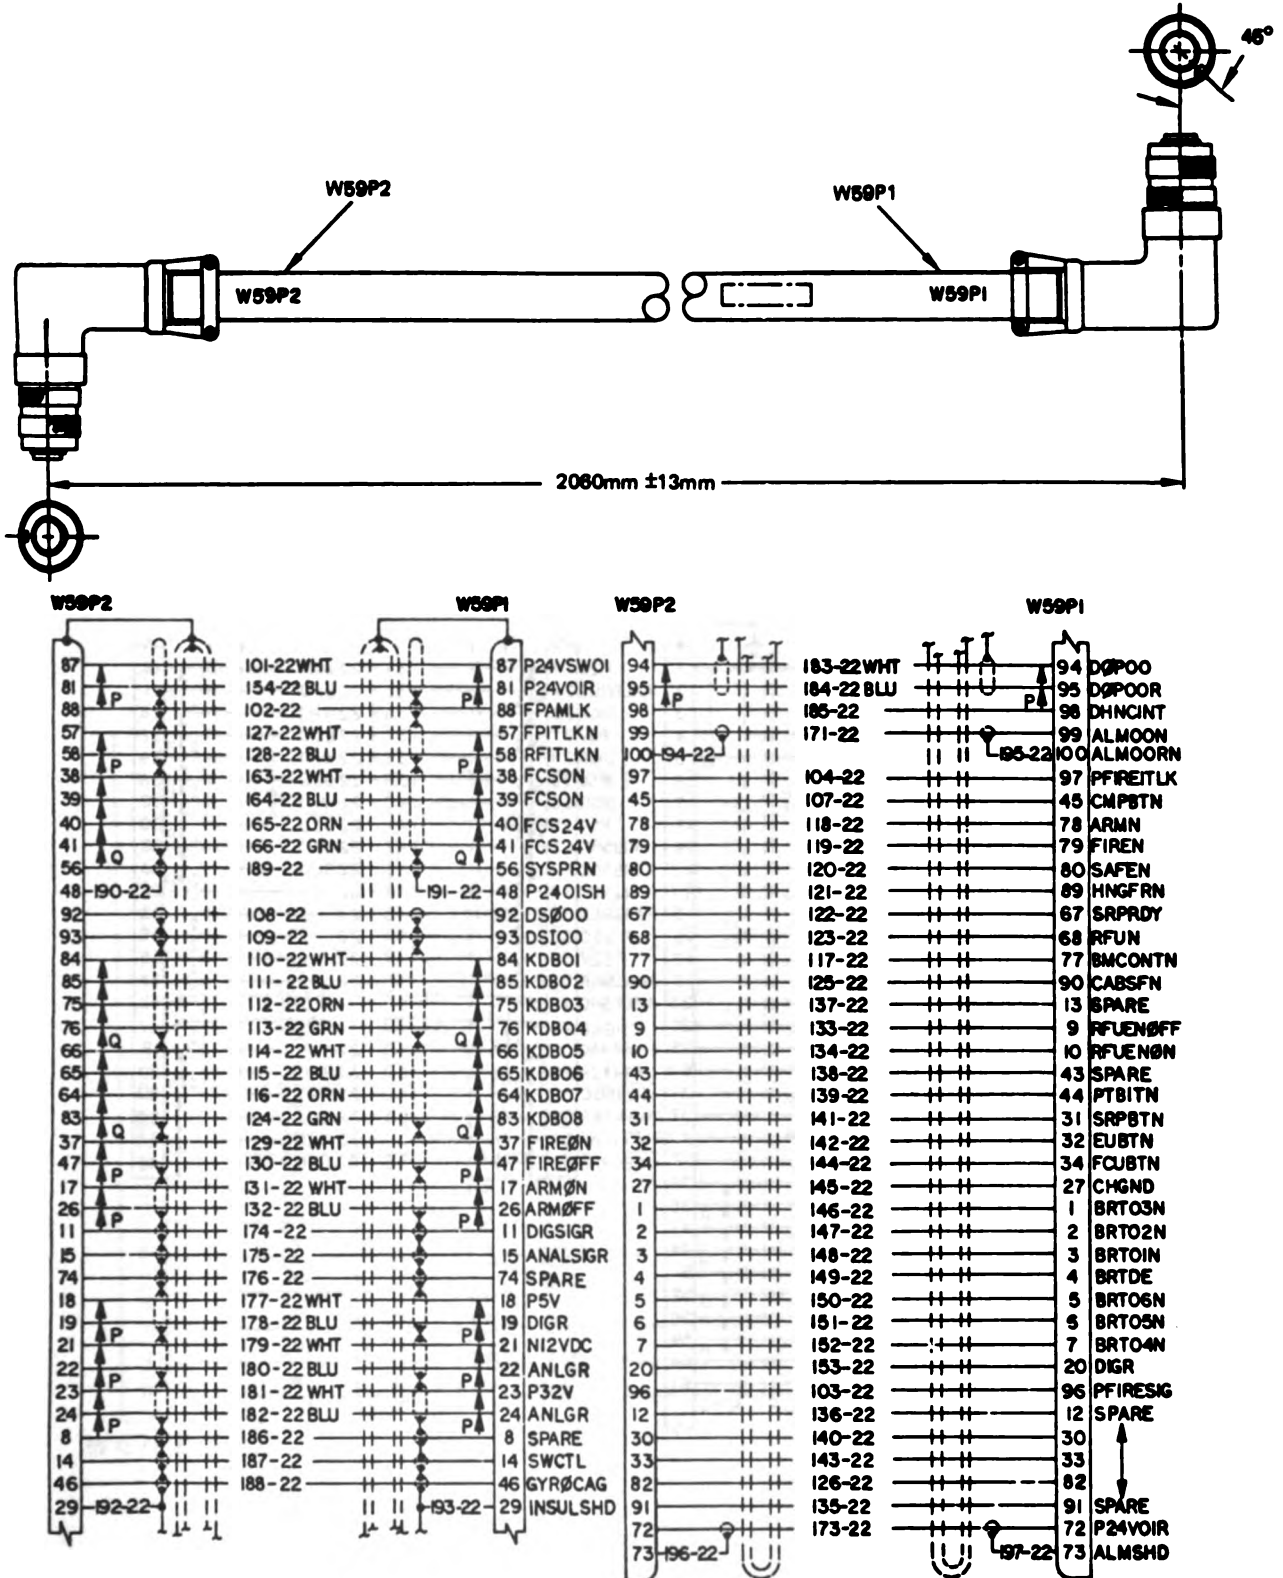 45°
W59P2
W59P1
W59P2
W59P1
2060mm ±13mm
W59P2 W59P1 W59P2 W59P1
87 101-22 WHT 87 P24VSWO1
81 P 154-22 BLU P 81 P24VOIR
88 102-22 88 FPAMLK
57 127-22 WHT 57 FPITLKN
58 P 128-22 BLU P 58 RFITLKN
38 163-22 WHT 38 FCSON
39 164-22 BLU 39 FCSON
40 165-22 ORN 40 FCS24V
41 Q 166-22 GRN Q 41 FCS24V
56 189-22 56 SYSPRN
48 190-22 191-22 48 P24OISH
92 108-22 92 DSØOO
93 109-22 93 DSIOO
84 110-22 WHT 84 KDBO1
85 111-22 BLU 85 KDBO2
75 112-22 ORN 75 KDBO3
76 Q 113-22 GRN Q 76 KDBO4
66 114-22 WHT 66 KDBO5
65 115-22 BLU 65 KDBO6
64 116-22 ORN 64 KDBO7
83 Q 124-22 GRN Q 83 KDBO8
37 129-22 WHT 37 FIREØN
47 P 130-22 BLU P 47 FIREØFF
17 131-22 WHT 17 ARMØN
26 P 132-22 BLU P 26 ARMØFF
11 174-22 11 DIGSIGR
15 175-22 15 ANALSIGR
74 176-22 74 SPARE
18 177-22 WHT 18 P5V
19 P 178-22 BLU P 19 DIGR
21 179-22 WHT 21 N12VDC
22 P 180-22 BLU P 22 ANLGR
23 181-22 WHT 23 P32V
24 P 182-22 BLU P 24 ANLGR
8 186-22 8 SPARE
14 187-22 14 SWCTL
46 188-22 46 GYRØCAG
29 192-22 193-22 29 INSULSHD
94 183-22 WHT 94 DØPOO
95 P 184-22 BLU P 95 DØPOOR
98 185-22 98 DHNCINT
99 171-22 99 ALMOON
100 194-22 195-22 100 ALMOORN
97 104-22 97 PFIREITLK
45 107-22 45 CMPBTN
78 118-22 78 ARMN
79 119-22 79 FIREN
80 120-22 80 SAFEN
89 121-22 89 HNGFRN
67 122-22 67 SRPRDY
68 123-22 68 RFUN
77 117-22 77 BMCONTN
90 125-22 90 CABSFN
13 137-22 13 SPARE
9 133-22 9 RFUENØFF
10 134-22 10 RFUENØN
43 138-22 43 SPARE
44 139-22 44 PTBITN
31 141-22 31 SRPBTN
32 142-22 32 EUBTN
34 144-22 34 FCUBTN
27 145-22 27 CHGND
1 146-22 1 BRTO3N
2 147-22 2 BRTO2N
3 148-22 3 BRTOIN
4 149-22 4 BRTDE
5 150-22 5 BRTO6N
6 151-22 6 BRTO5N
7 152-22 7 BRTO4N
20 153-22 20 DIGR
96 103-22 96 PFIRESIG
12 136-22 12 SPARE
30 140-22 30
33 143-22 33
82 126-22 82
91 135-22 91 SPARE
72 173-22 72 P24VOIR
73 196-22 197-22 73 ALMSHD